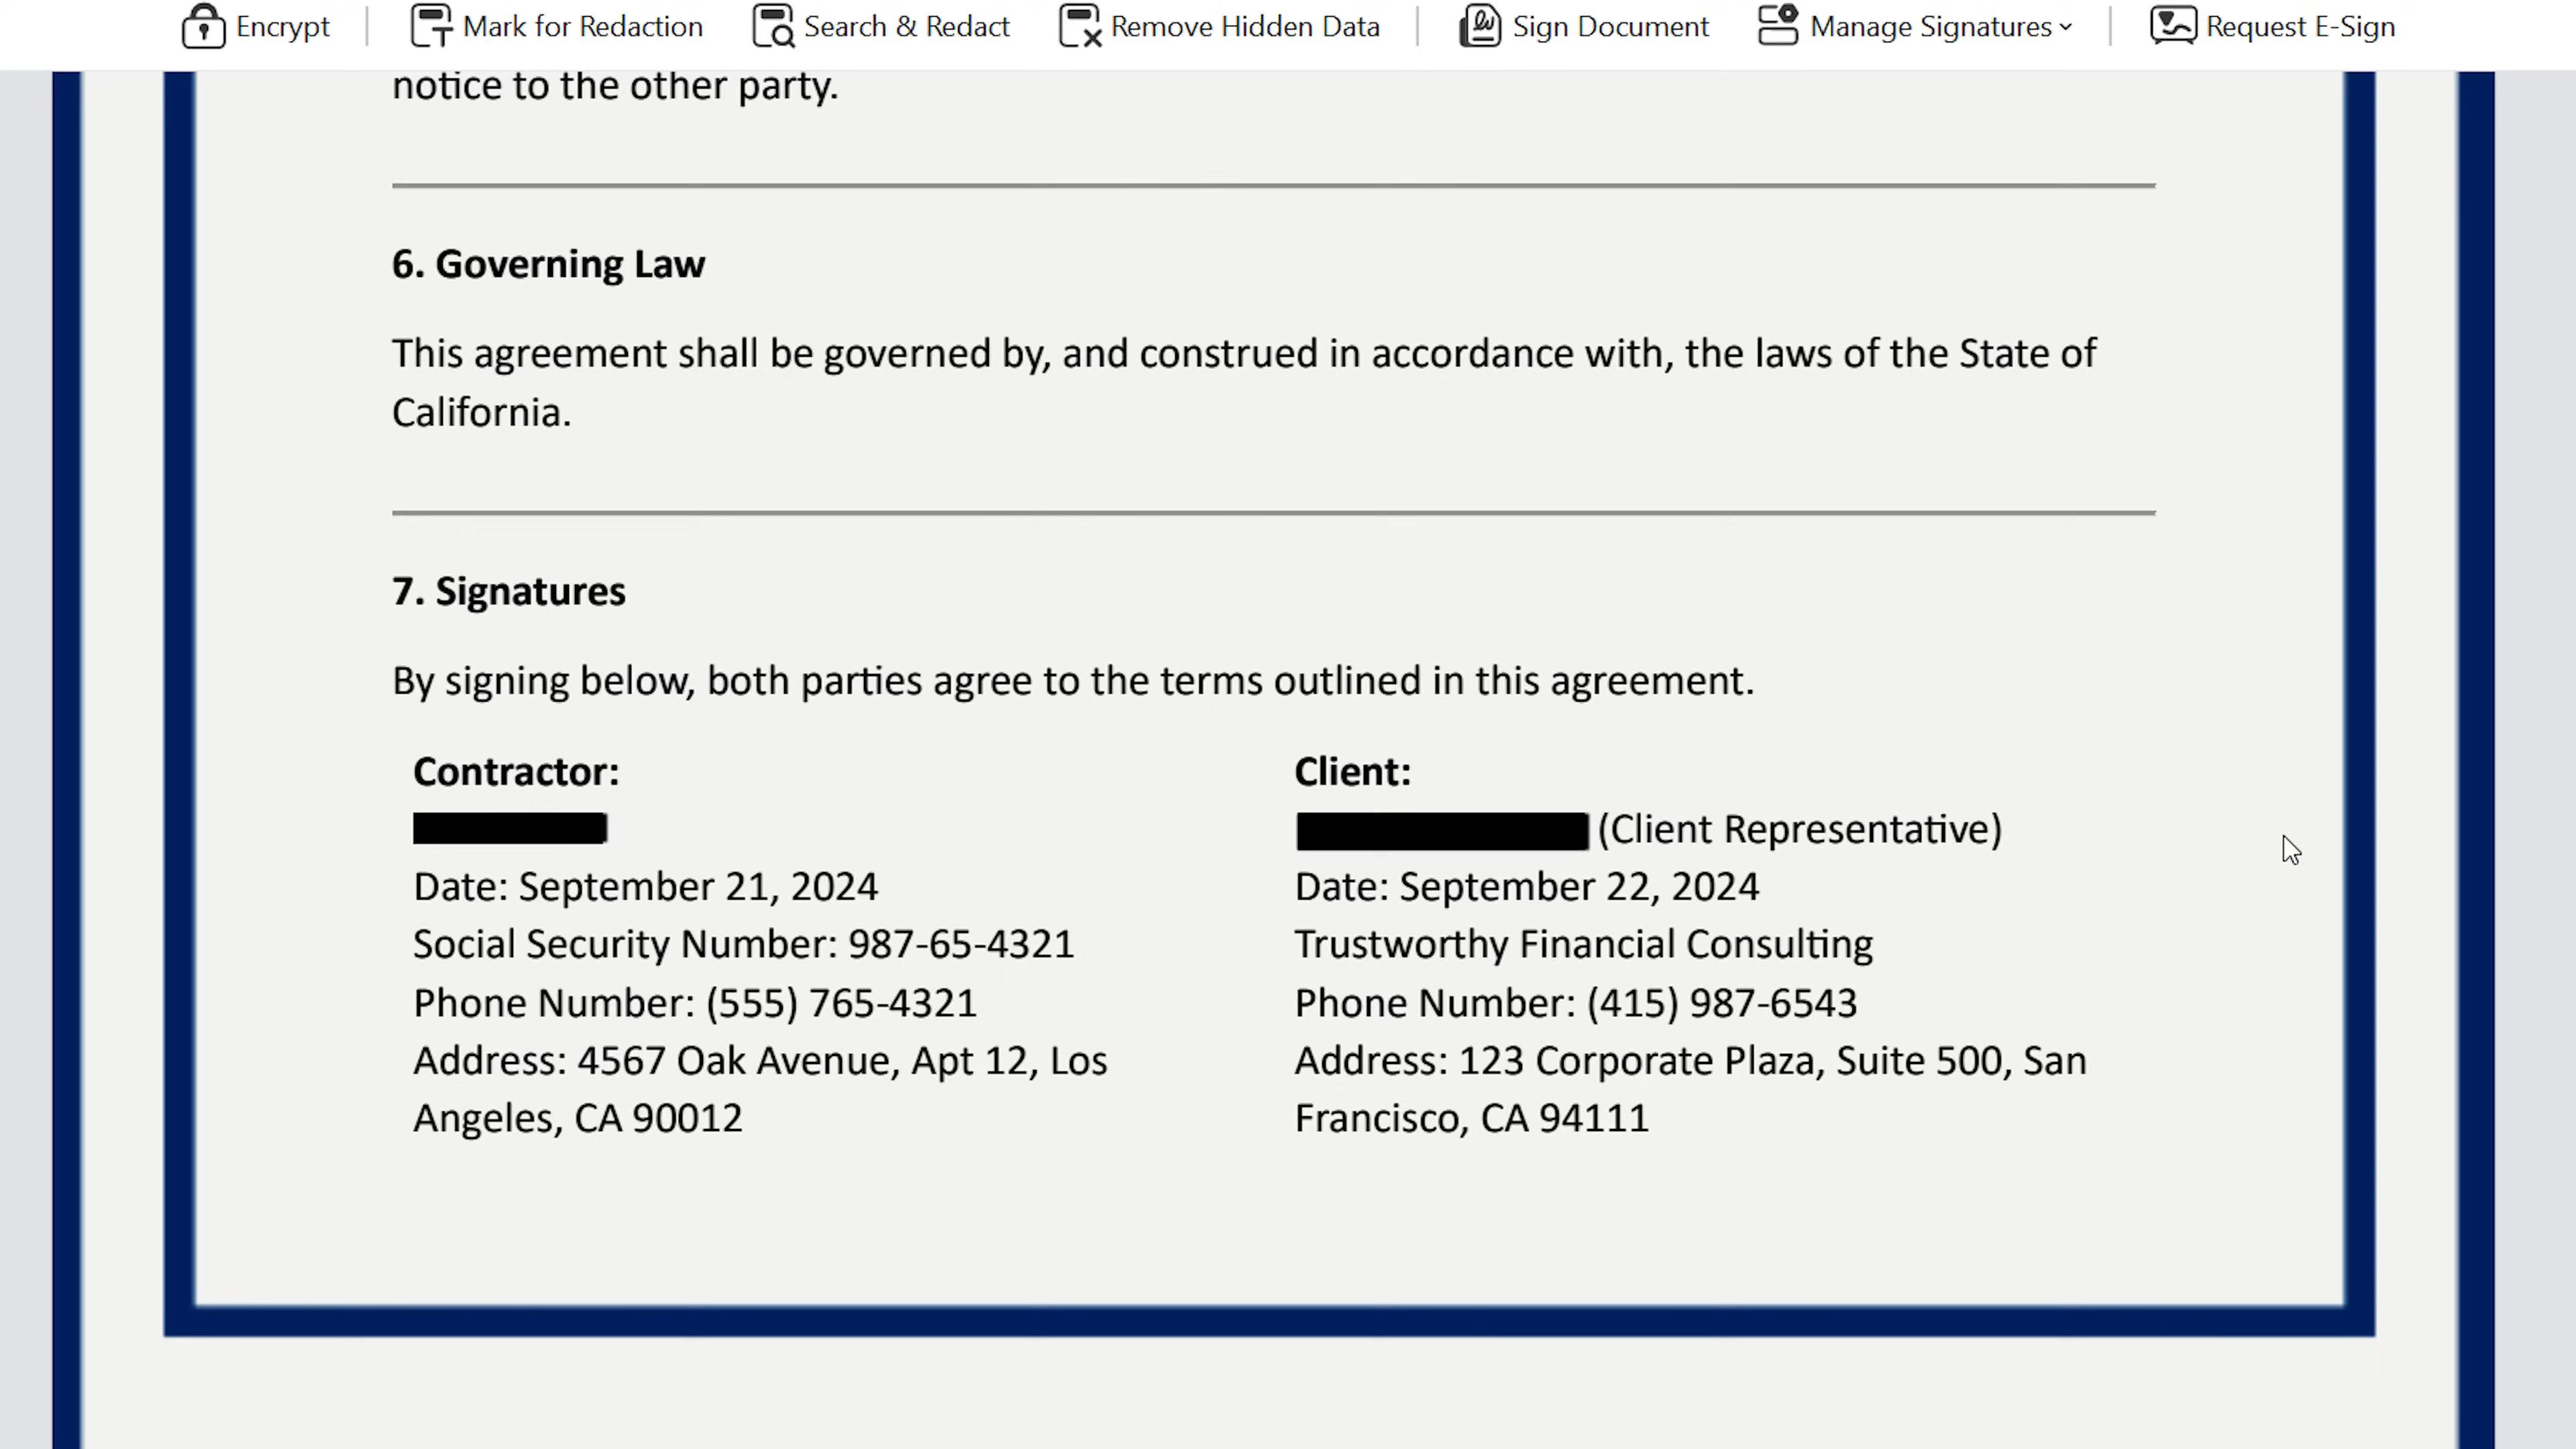 Encrypt Mark for Redaction Search & Redact Remove Hidden Data Sign Document Manage Signatures Request E-Sign
notice to the other party.
6. Governing Law
This agreement shall be governed by, and construed in accordance with, the laws of the State of
California.
7. Signatures
By signing below, both parties agree to the terms outlined in this agreement.
Contractor:
Date: September 21, 2024
Social Security Number: 987-65-4321
Phone Number: (555) 765-4321
Address: 4567 Oak Avenue, Apt 12, Los
Angeles, CA 90012
Client:
(Client Representative)
Date: September 22, 2024
Trustworthy Financial Consulting
Phone Number: (415) 987-6543
Address: 123 Corporate Plaza, Suite 500, San
Francisco, CA 94111